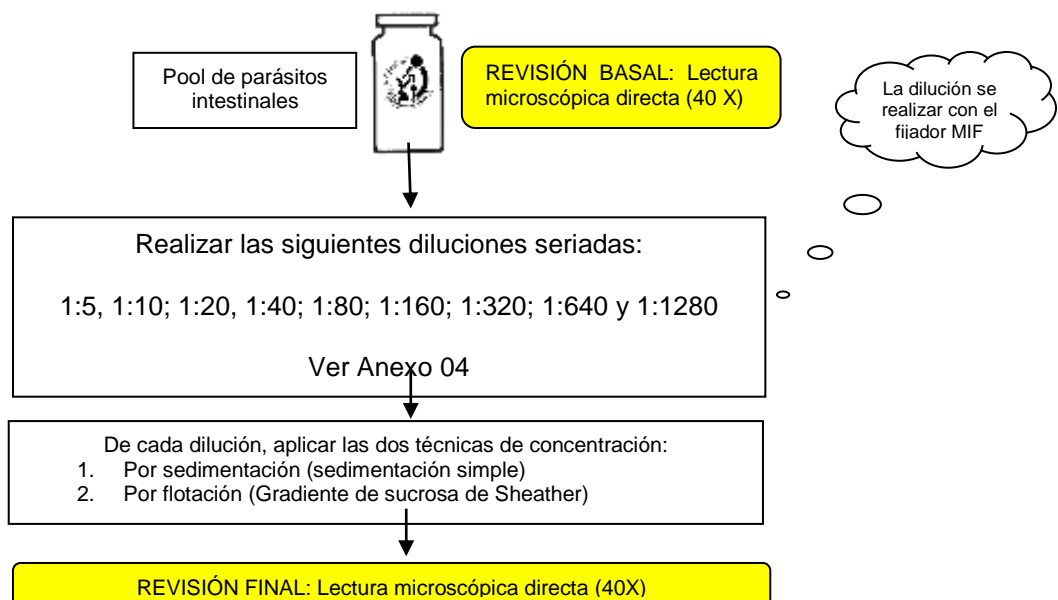 Pool de parásitos
intestinales
REVISIÓN BASAL: Lectura
microscópica directa (40 X)
La dilución se
realizar con el
fijador MIF
Realizar las siguientes diluciones seriadas:
1:5, 1:10; 1:20, 1:40; 1:80; 1:160; 1:320; 1:640 y 1:1280
Ver Anexo 04
De cada dilución, aplicar las dos técnicas de concentración:
1. Por sedimentación (sedimentación simple)
2. Por flotación (Gradiente de sucrosa de Sheather)
REVISIÓN FINAL: Lectura microscópica directa (40X)